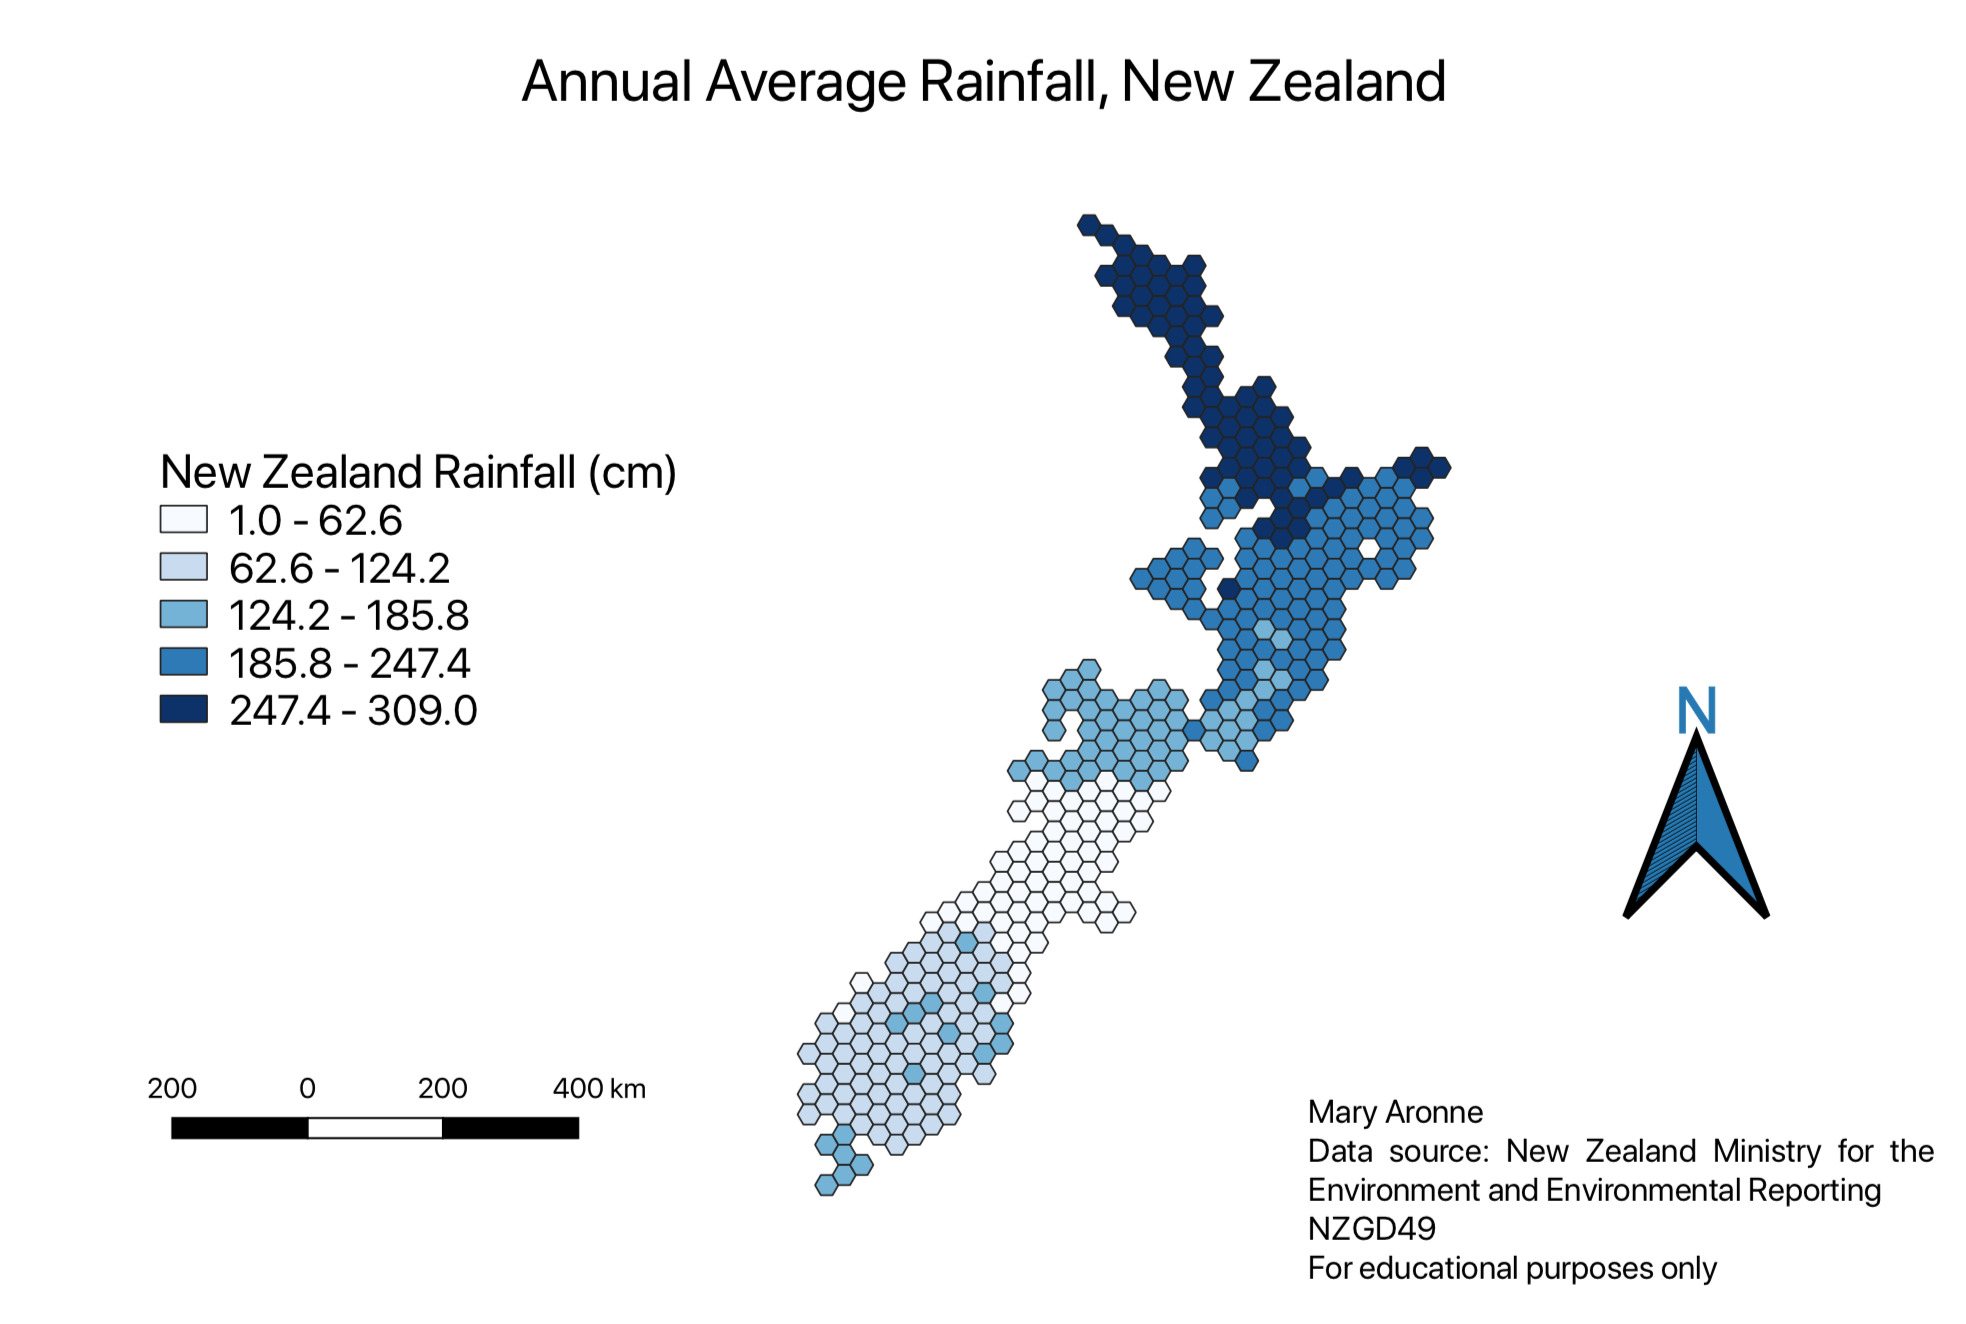 Annual Average Rainfall, New Zealand
New Zealand Rainfall (cm)
1.0 - 62.6
62.6 - 124.2
124.2 - 185.8
185.8 - 247.4
247.4 - 309.0
N
200 0 200 400 km
Mary Aronne
Data source: New Zealand Ministry for the
Environment and Environmental Reporting
NZGD49
For educational purposes only